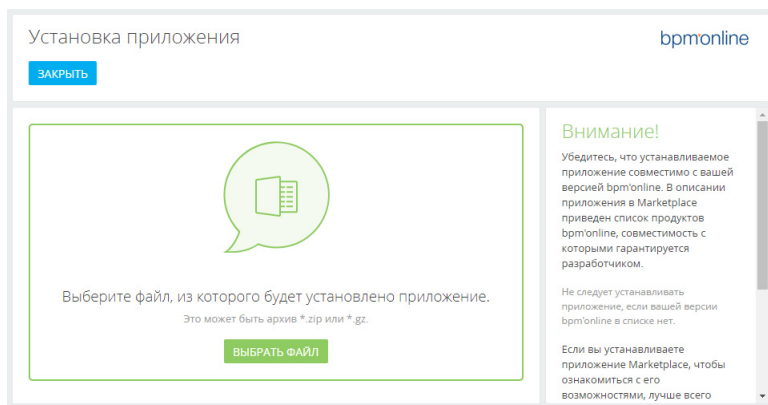 Установка приложения
bpm'online
ЗАКРЫТЬ
Выберите файл, из которого будет установлено приложение.
Это может быть архив *.zip или *.gz.
ВЫБРАТЬ ФАЙЛ
Внимание!
Убедитесь, что устанавливаемое
приложение совместимо с вашей
версией bpm'online. В описании
приложения в Marketplace
приведен список продуктов
bpm'online, совместимость с
которыми гарантируется
разработчиком.
Не следует устанавливать
приложение, если вашей версии
bpm'online в списке нет.
Если вы устанавливаете
приложение Marketplace, чтобы
ознакомиться с его
возможностями, лучше всего